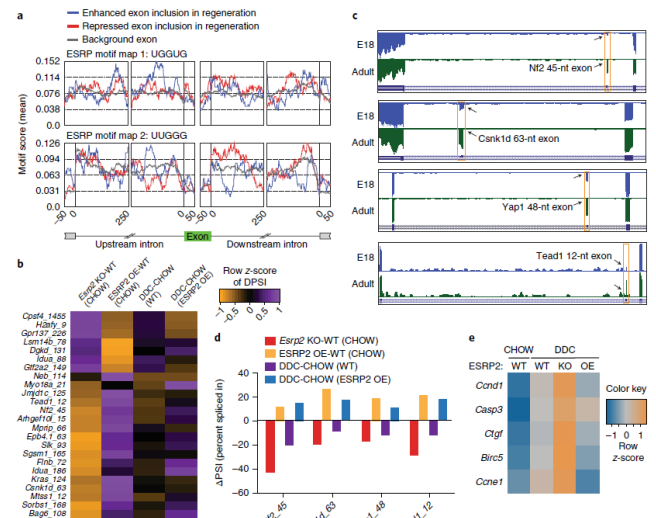 a
Enhanced exon inclusion in regeneration
Repressed exon inclusion in regeneration
Background exon
ESRP motif map 1: UGGUG
0.152
0.114
0.076
0.038
0.0
ESRP motif map 2: UUGGG
0.126
0.094
0.063
0.031
0.0
Motif score (mean)
−50 0 250 250 0 50
Upstream intron
Exon
Downstream intron
b
Esrp2 KO-WT (CHOW)
ESRP2 OE-WT (CHOW)
DDC-CHOW (WT)
DDC-CHOW (ESRP2 OE)
Row z-score of DPSI
−1 −0.5 0 0.5 1
Cpsf4_1455
H2afy_9
Gpr137_226
Lsm14b_78
Dgkd_131
Idua_88
Gtf2a2_149
Neb_114
Myo18a_21
Jmjd1c_125
Tead1_12
Nf2_45
Arhgef10l_15
Mprip_66
Epb4.1_63
Slk_93
Sgsm1_165
Flnb_72
Idua_186
Kras_124
Csnk1d_63
Mtss1_12
Sorbs1_168
Bag6_108
c
E18
Adult
Nf2 45-nt exon
E18
Adult
Csnk1d 63-nt exon
E18
Adult
Yap1 48-nt exon
E18
Adult
Tead1 12-nt exon
d
Esrp2 KO-WT (CHOW)
ESRP2 OE-WT (CHOW)
DDC-CHOW (WT)
DDC-CHOW (ESRP2 OE)
ΔPSI (percent spliced in)
40
20
0
−20
−40
−60
f2_45
d_63
1_48
1_12
e
CHOW DDC
ESRP2: WT WT KO OE
Ccnd1
Casp3
Ctgf
Birc5
Ccne1
Color key
−1 0 1
Row
z-score